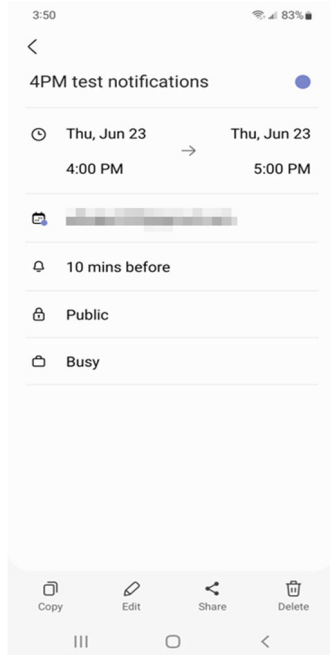 3:50 83%
4PM test notifications
Thu, Jun 23 Thu, Jun 23
4:00 PM 5:00 PM
10 mins before
Public
Busy
Copy Edit Share Delete